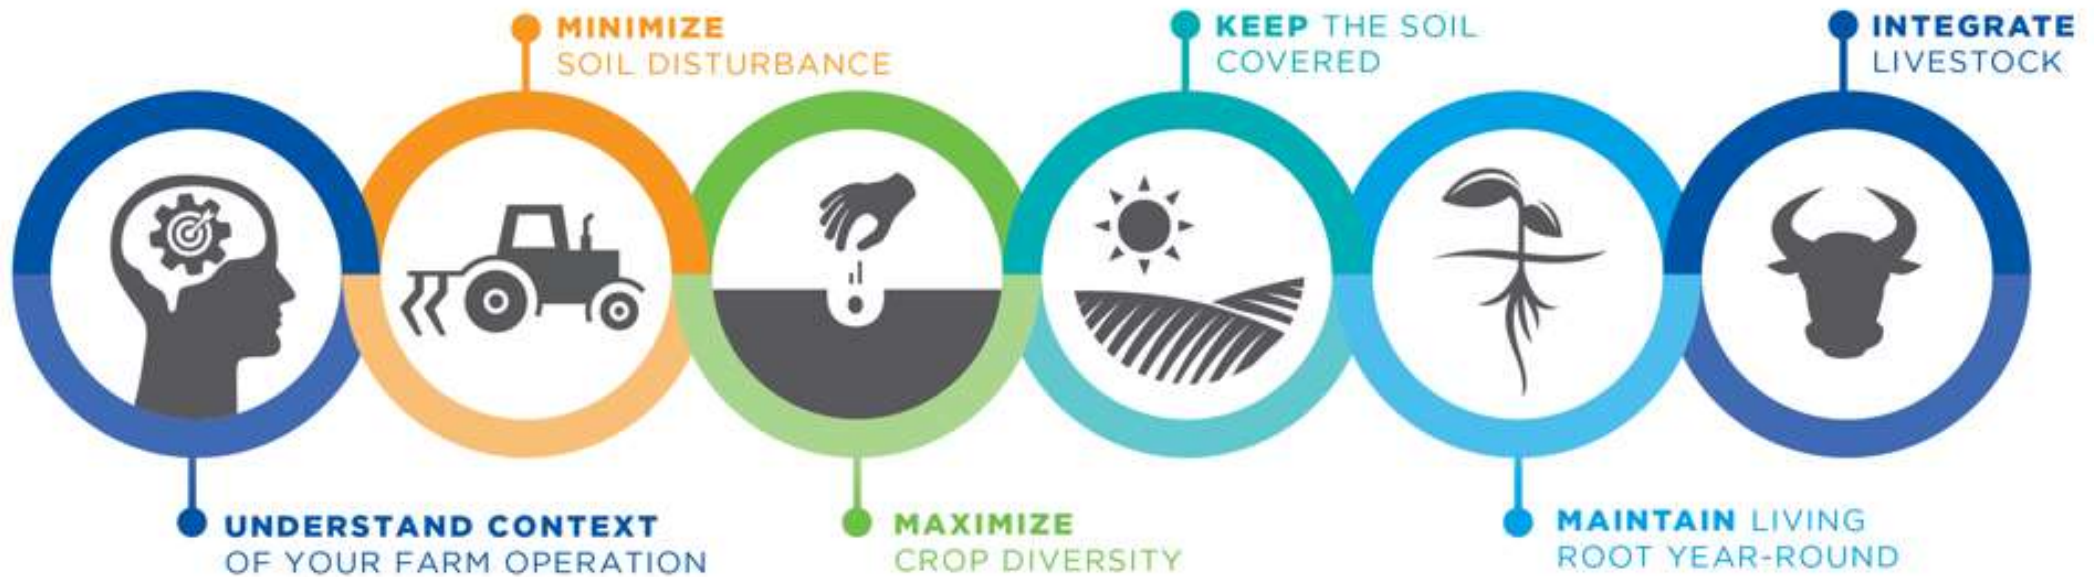 UNDERSTAND CONTEXT
OF YOUR FARM OPERATION
MINIMIZE
SOIL DISTURBANCE
MAXIMIZE
CROP DIVERSITY
KEEP THE SOIL
COVERED
MAINTAIN LIVING
ROOT YEAR-ROUND
INTEGRATE
LIVESTOCK